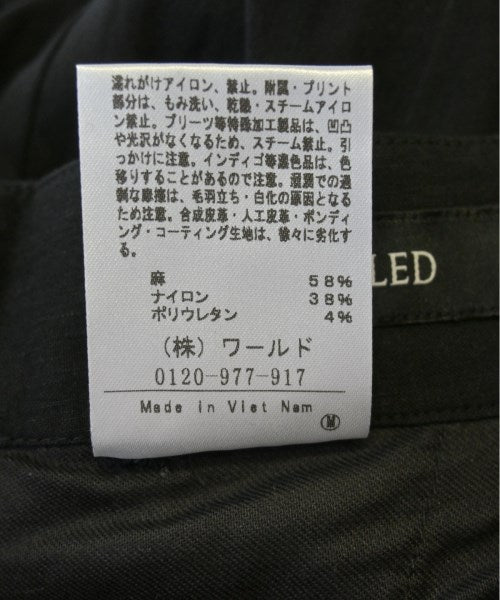 濡れがけアイロン、禁止。附属・プリント
部分は、もみ洗い、乾燥・スチームアイロ
ン禁止。プリーツ等特殊加工製品は、凹凸
や光沢がなくなるため、スチーム禁止。引
っかけに注意。インディゴ等濃色品は、色
移りすることがあるので注意。湿潤での過
剰な摩擦は、毛羽立ち・白化の原因となる
ため注意。合成皮革・人工皮革・ボンディ
ング・コーティング生地は、徐々に劣化す
る。
麻 58%
ナイロン 38%
ポリウレタン 4%
(株)ワールド
0120-977-917
Made in Viet Nam
M
LED